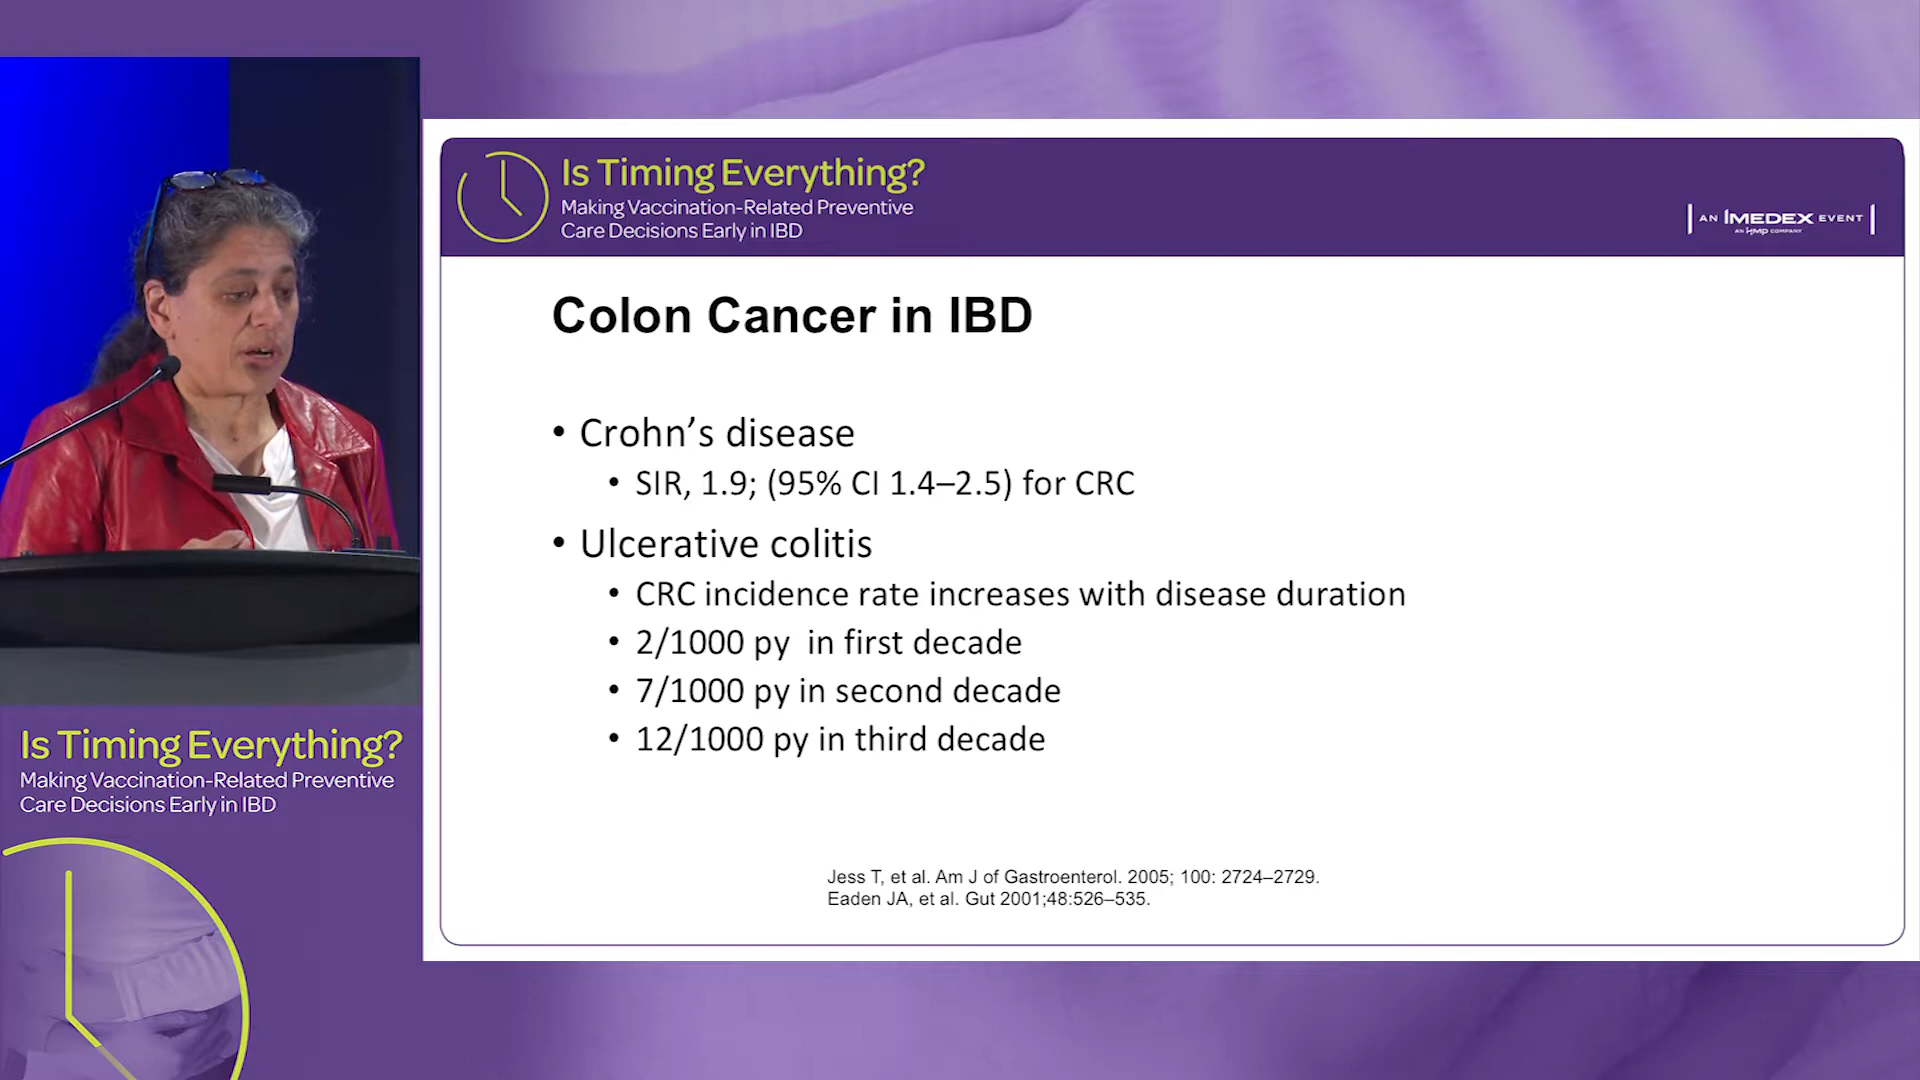 Is Timing Everything?
Making Vaccination-Related Preventive
Care Decisions Early in IBD
AN IMEDEX EVENT
AN HMP COMPANY
Colon Cancer in IBD
• Crohn’s disease
• SIR, 1.9; (95% CI 1.4–2.5) for CRC
• Ulcerative colitis
• CRC incidence rate increases with disease duration
• 2/1000 py  in first decade
• 7/1000 py in second decade
• 12/1000 py in third decade
Jess T, et al. Am J of Gastroenterol. 2005; 100: 2724–2729.
Eaden JA, et al. Gut 2001;48:526–535.
Is Timing Everything?
Making Vaccination-Related Preventive
Care Decisions Early in IBD